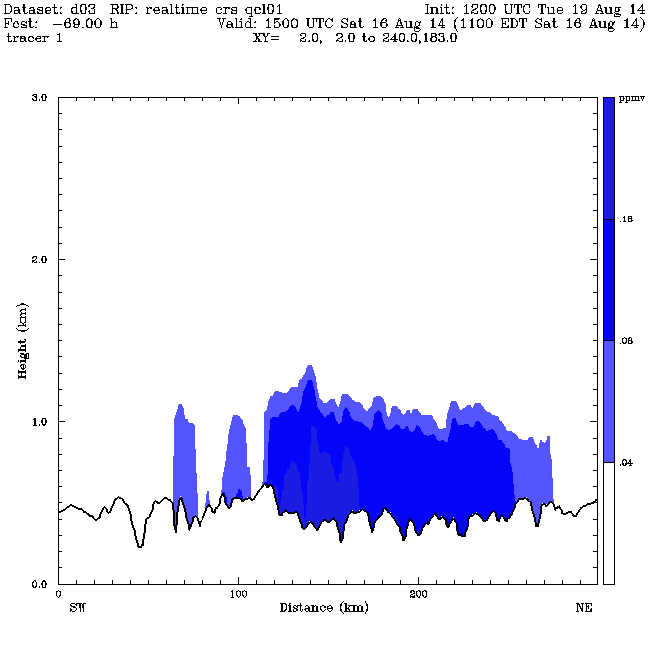 Dataset: d03 RIP: realtime crs qcl01 Init: 1200 UTC Tue 19 Aug 14
Fcst: -69.00 h Valid: 1500 UTC Sat 16 Aug 14 (1100 EDT Sat 16 Aug 14)
tracer 1 XY= 2.0, 2.0 to 240.0,183.0
3.0
ppmv
.16
2.0
.08
Height (km)
1.0
.04
0.0
0 100 200
SW Distance (km) NE